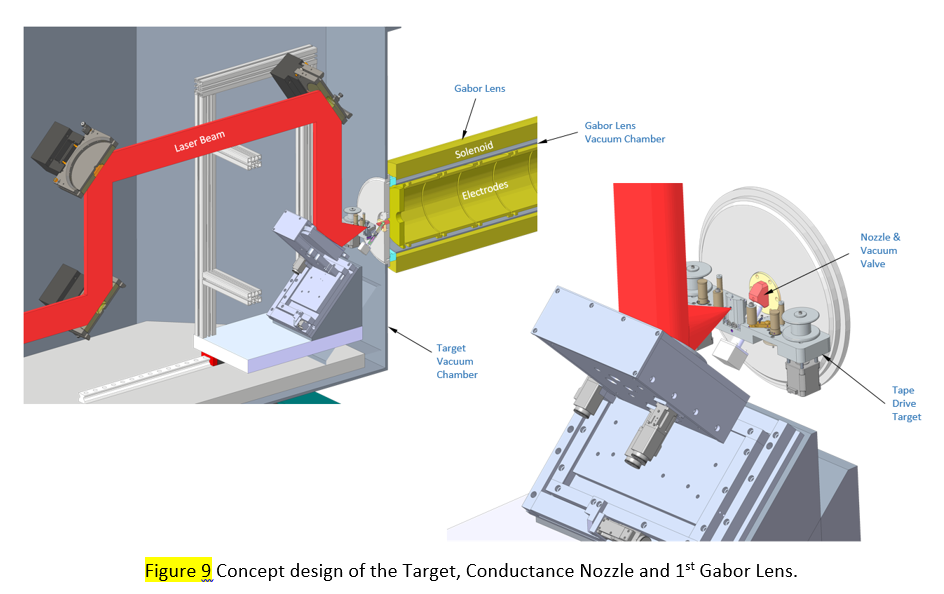 Gabor Lens
Gabor Lens
Vacuum Chamber
Laser Beam
Solenoid
Electrodes
Nozzle &
Vacuum
Valve
Target
Vacuum
Chamber
Tape
Drive
Target
Figure 9 Concept design of the Target, Conductance Nozzle and 1st Gabor Lens.